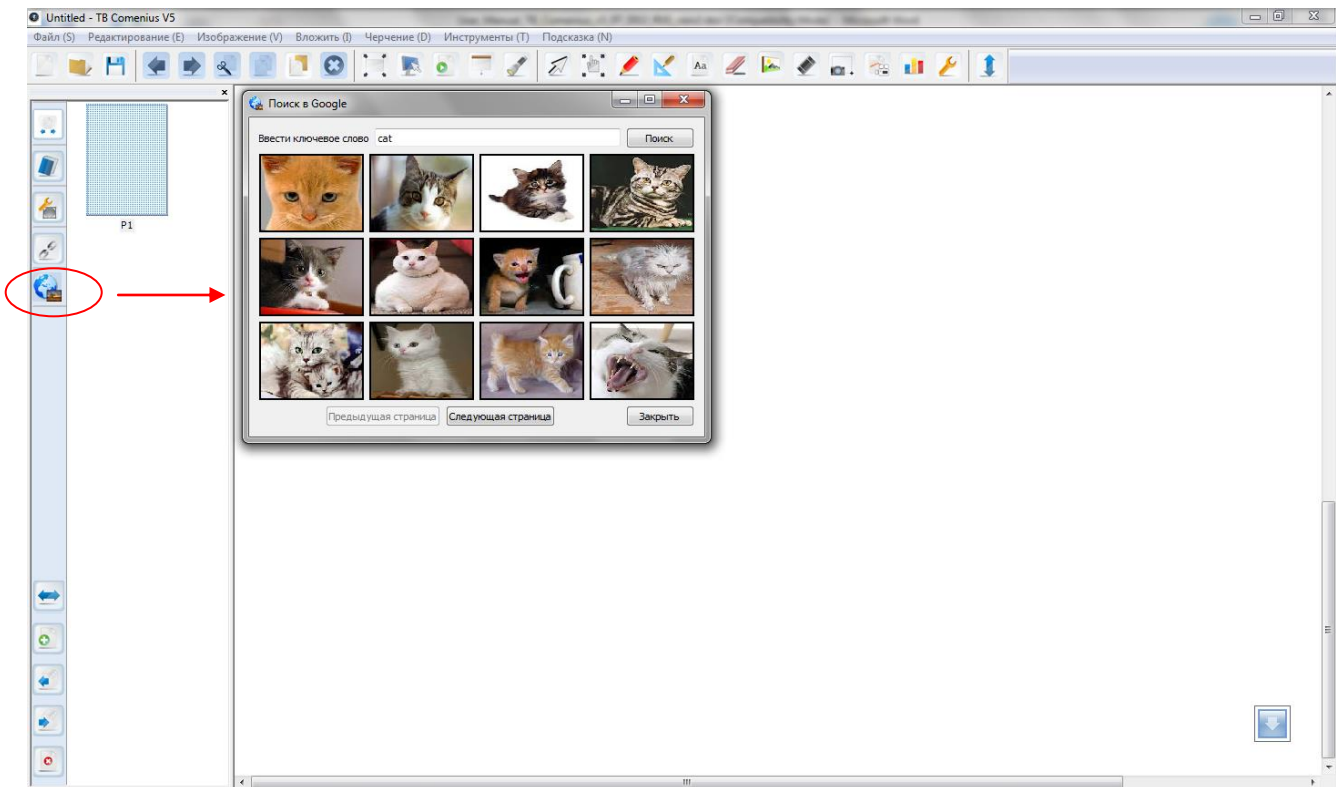 Untitled - TB Comenius V5
Файл (S) Редактирование (E) Изображение (V) Вложить (I) Черчение (D) Инструменты (T) Подсказка (N)
Aa
P1
Поиск в Google
Ввести ключевое слово cat Поиск
Предыдущая страница Следующая страница Закрыть